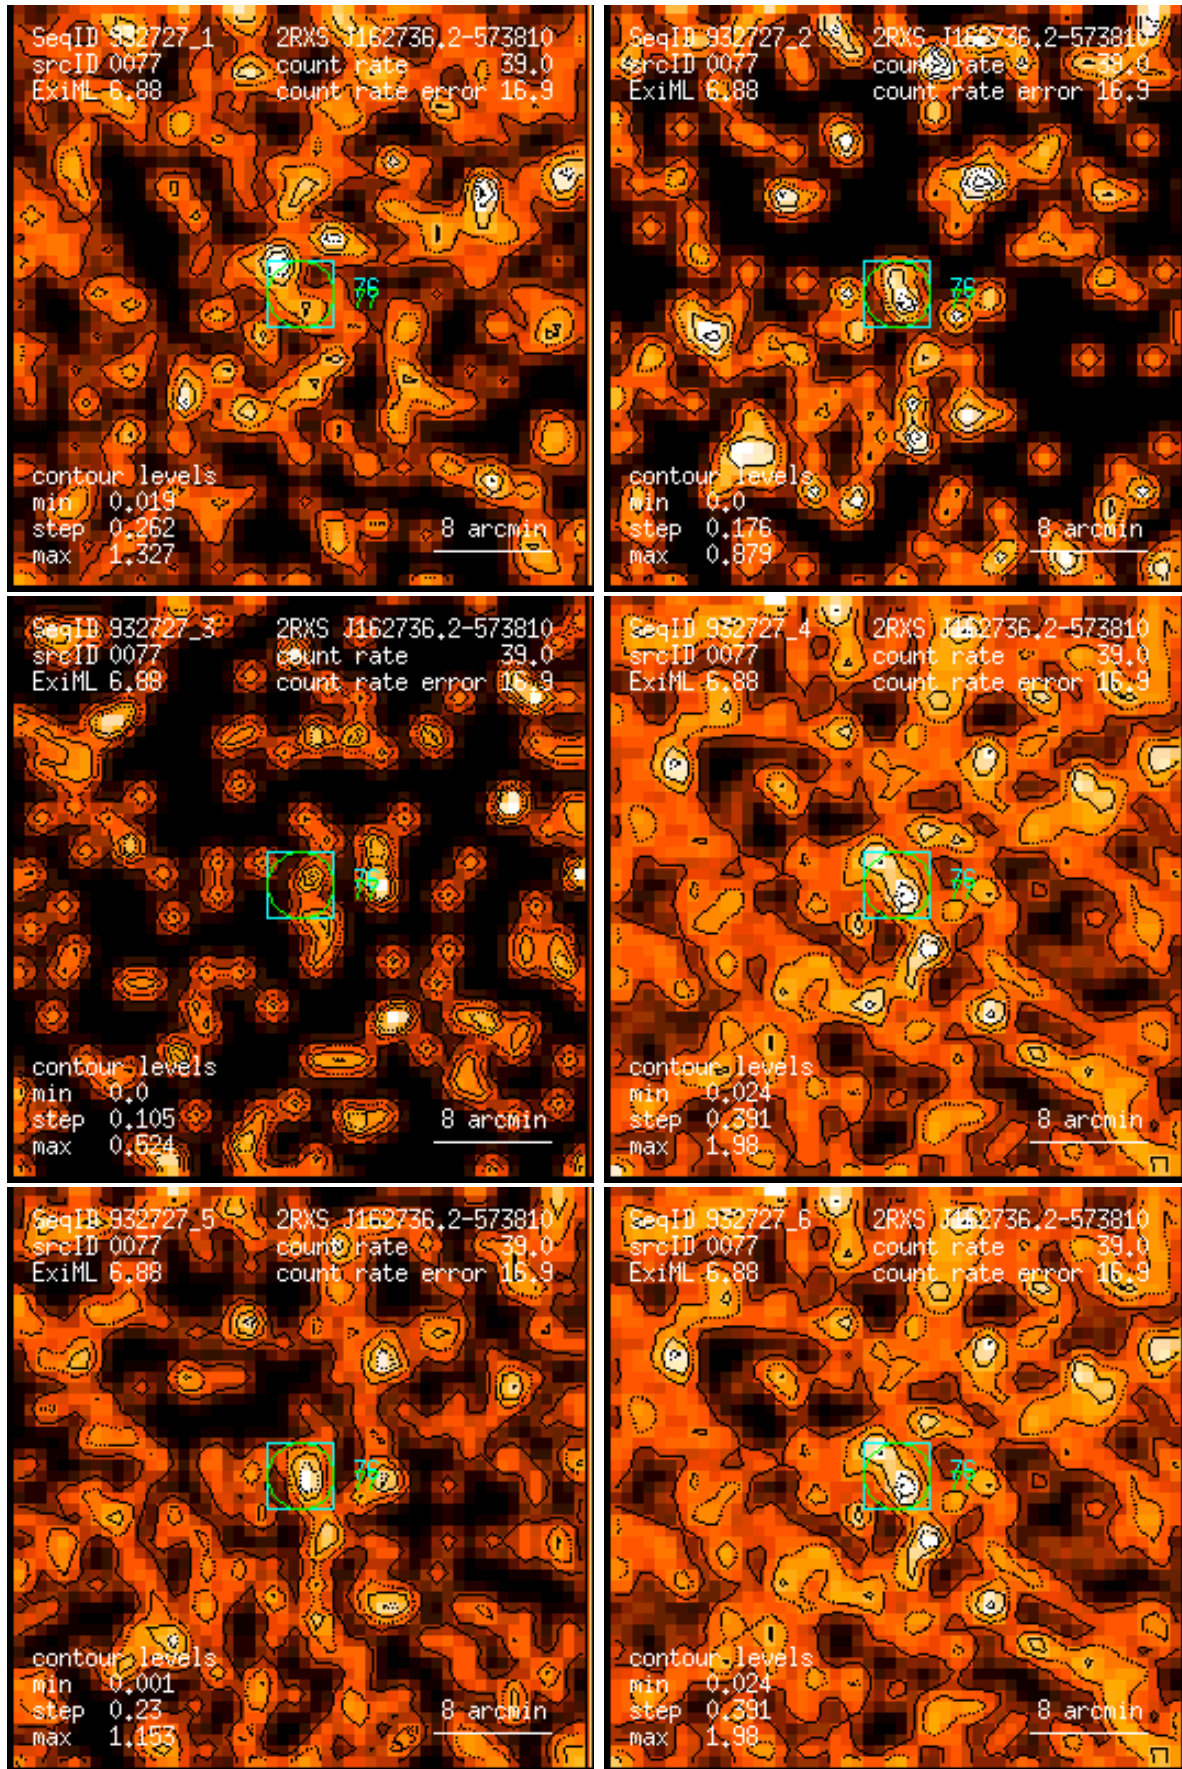 SeqID 932727_1 2RXS J162736.2-573810
srcID 0077 count rate 39.0
ExiML 6.88 count rate error 16.9
76
contour levels
min 0.019
step 0.262 8 arcmin
max 1.327
SeqID 932727_2 2RXS J162736.2-573810
srcID 0077 count rate 39.0
ExiML 6.88 count rate error 16.9
76
contour levels
min 0.0
step 0.176 8 arcmin
max 0.879
SeqID 932727_3 2RXS J162736.2-573810
srcID 0077 count rate 39.0
ExiML 6.88 count rate error 16.9
76
contour levels
min 0.0
step 0.105 8 arcmin
max 0.524
SeqID 932727_4 2RXS J162736.2-573810
srcID 0077 count rate 39.0
ExiML 6.88 count rate error 16.9
76
contour levels
min 0.024
step 0.391 8 arcmin
max 1.98
SeqID 932727_5 2RXS J162736.2-573810
srcID 0077 count rate 39.0
ExiML 6.88 count rate error 16.9
76
contour levels
min 0.001
step 0.23 8 arcmin
max 1.153
SeqID 932727_6 2RXS J162736.2-573810
srcID 0077 count rate 39.0
ExiML 6.88 count rate error 16.9
76
contour levels
min 0.024
step 0.391 8 arcmin
max 1.98